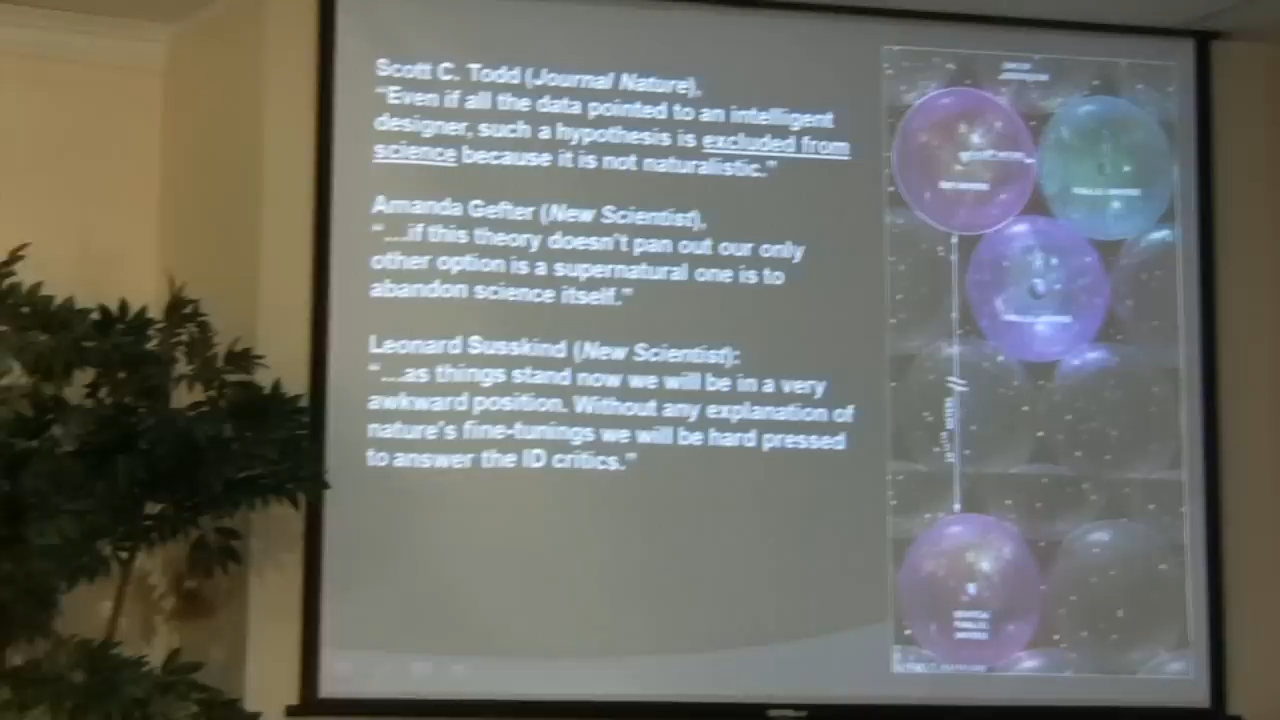 Scott C. Todd (Journal Nature),
"Even if all the data pointed to an intelligent
designer, such a hypothesis is excluded from
science because it is not naturalistic."
Amanda Gefter (New Scientist),
"...if this theory doesn't pan out our only
other option is a supernatural one is to
abandon science itself."
Leonard Susskind (New Scientist):
"...as things stand now we will be in a very
awkward position. Without any explanation of
nature's fine-tunings we will be hard pressed
to answer the ID critics."